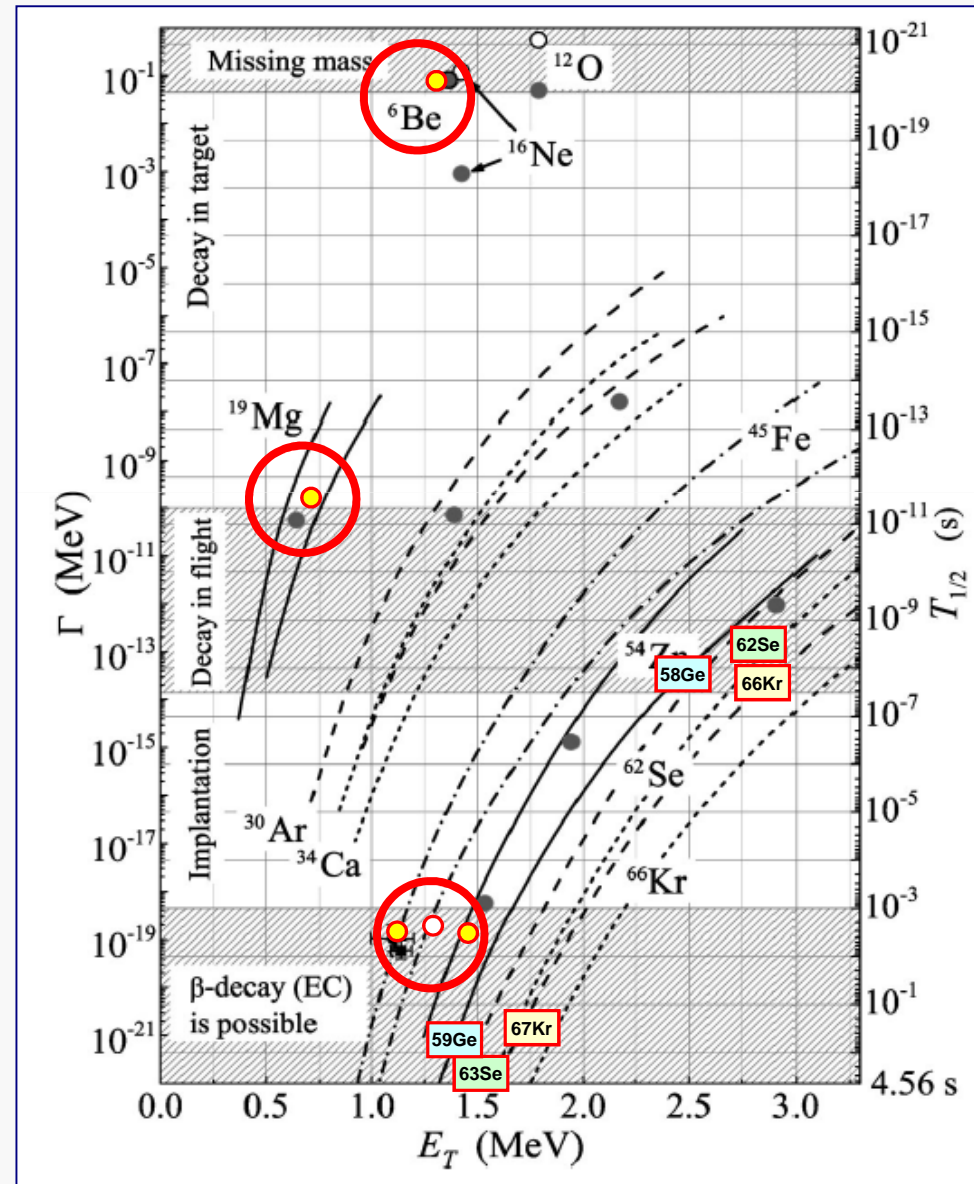 Missing mass
¹²O
⁶Be
¹⁶Ne
Decay in target
¹⁹Mg
⁴⁵Fe
Decay in flight
⁵⁴Zn
62Se
58Ge
66Kr
Implantation
⁶²Se
³⁰Ar
³⁴Ca
⁶⁶Kr
β-decay (EC)
is possible
67Kr
59Ge
63Se
Γ (MeV)
10⁻¹
10⁻³
10⁻⁵
10⁻⁷
10⁻⁹
10⁻¹¹
10⁻¹³
10⁻¹⁵
10⁻¹⁷
10⁻¹⁹
10⁻²¹
T₁/₂ (s)
10⁻²¹
10⁻¹⁹
10⁻¹⁷
10⁻¹⁵
10⁻¹³
10⁻¹¹
10⁻⁹
10⁻⁷
10⁻⁵
10⁻³
10⁻¹
4.56 s
0.0 0.5 1.0 1.5 2.0 2.5 3.0
E_T (MeV)